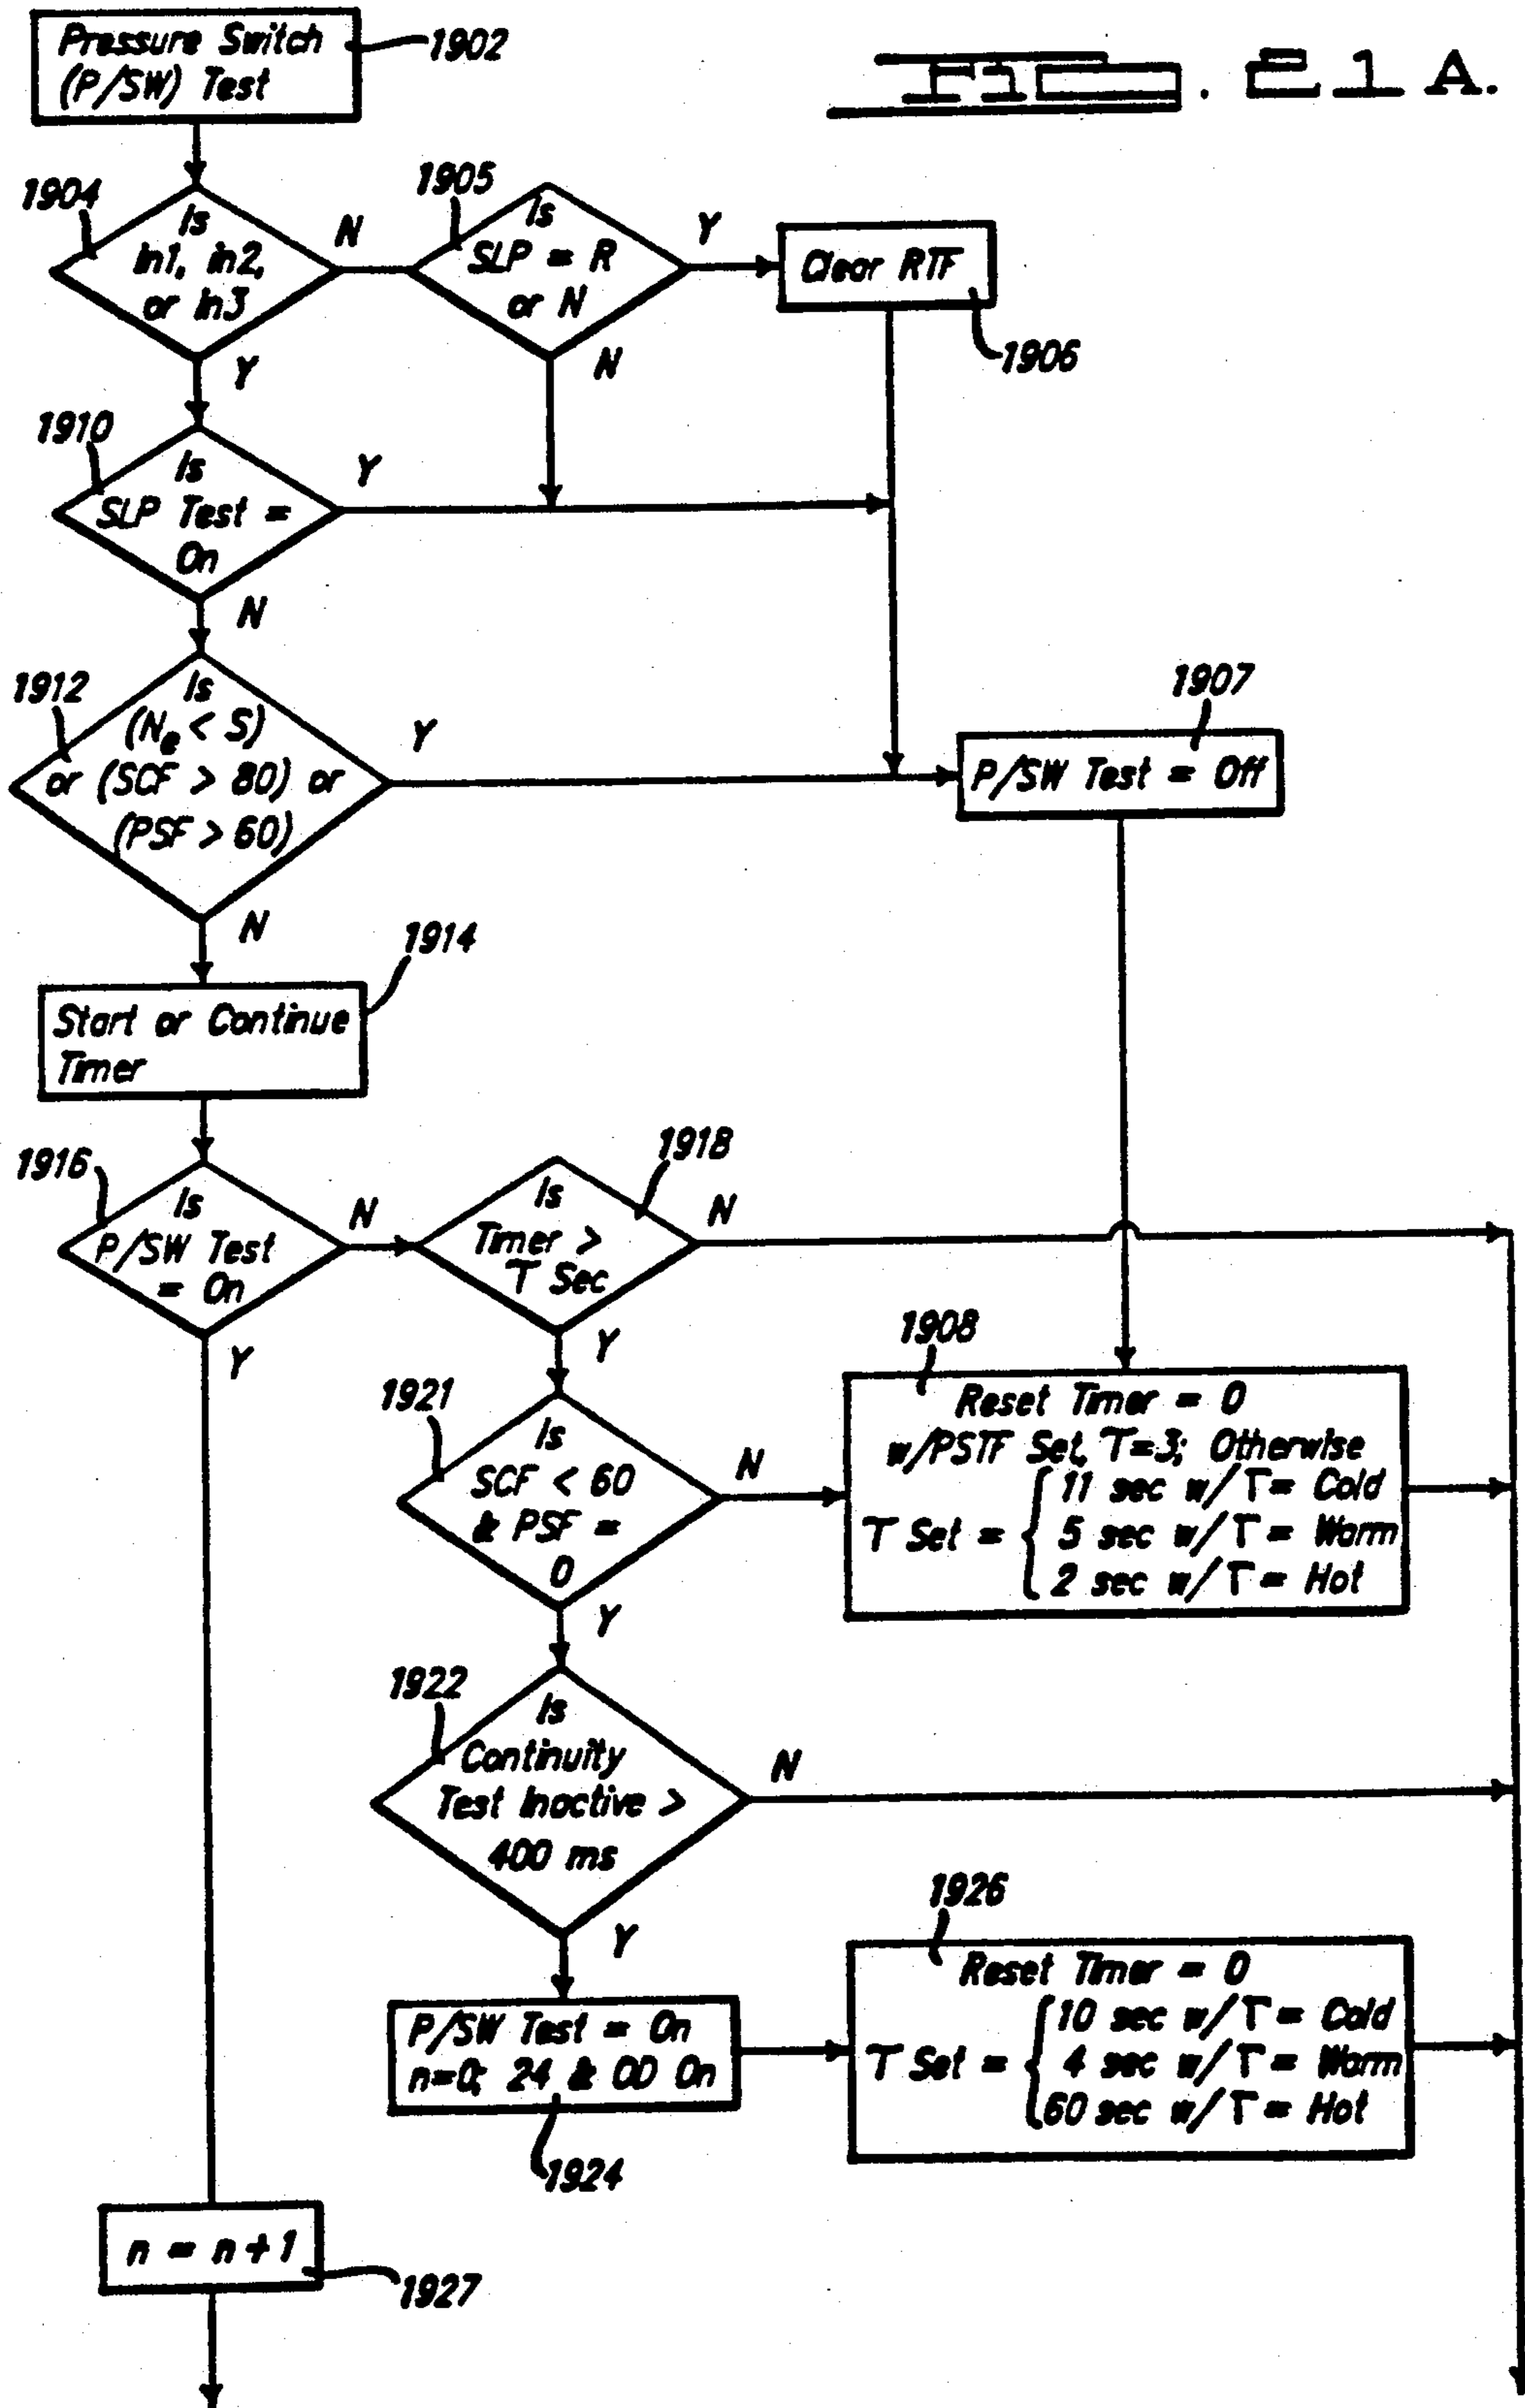 Pressure Switch
(P/SW) Test
1902
FIG. 21A.
1904
Is
In1, in2,
or in3
N
Y
1905
Is
SLP = R
or N
Y
N
Clear RTF
1906
1910
Is
SLP Test =
On
Y
N
1912
Is
(Ne < S)
or (SCF > 80) or
(PSF > 60)
Y
N
1907
P/SW Test = Off
1914
Start or Continue
Timer
1916
Is
P/SW Test
= On
N
Y
1918
Is
Timer >
T Sec
N
Y
1908
Reset Timer = 0
w/PSTF Set, T=3; Otherwise
T Set = { 11 sec w/T = Cold
5 sec w/T = Warm
2 sec w/T = Hot
1921
Is
SCF < 60
& PSF =
0
N
Y
1922
Is
Continuity
Test Inactive >
400 ms
N
Y
1926
Reset Timer = 0
T Set = { 10 sec w/T = Cold
4 sec w/T = Warm
60 sec w/T = Hot
P/SW Test = On
n=0; 24 & OD On
1924
n = n+1
1927